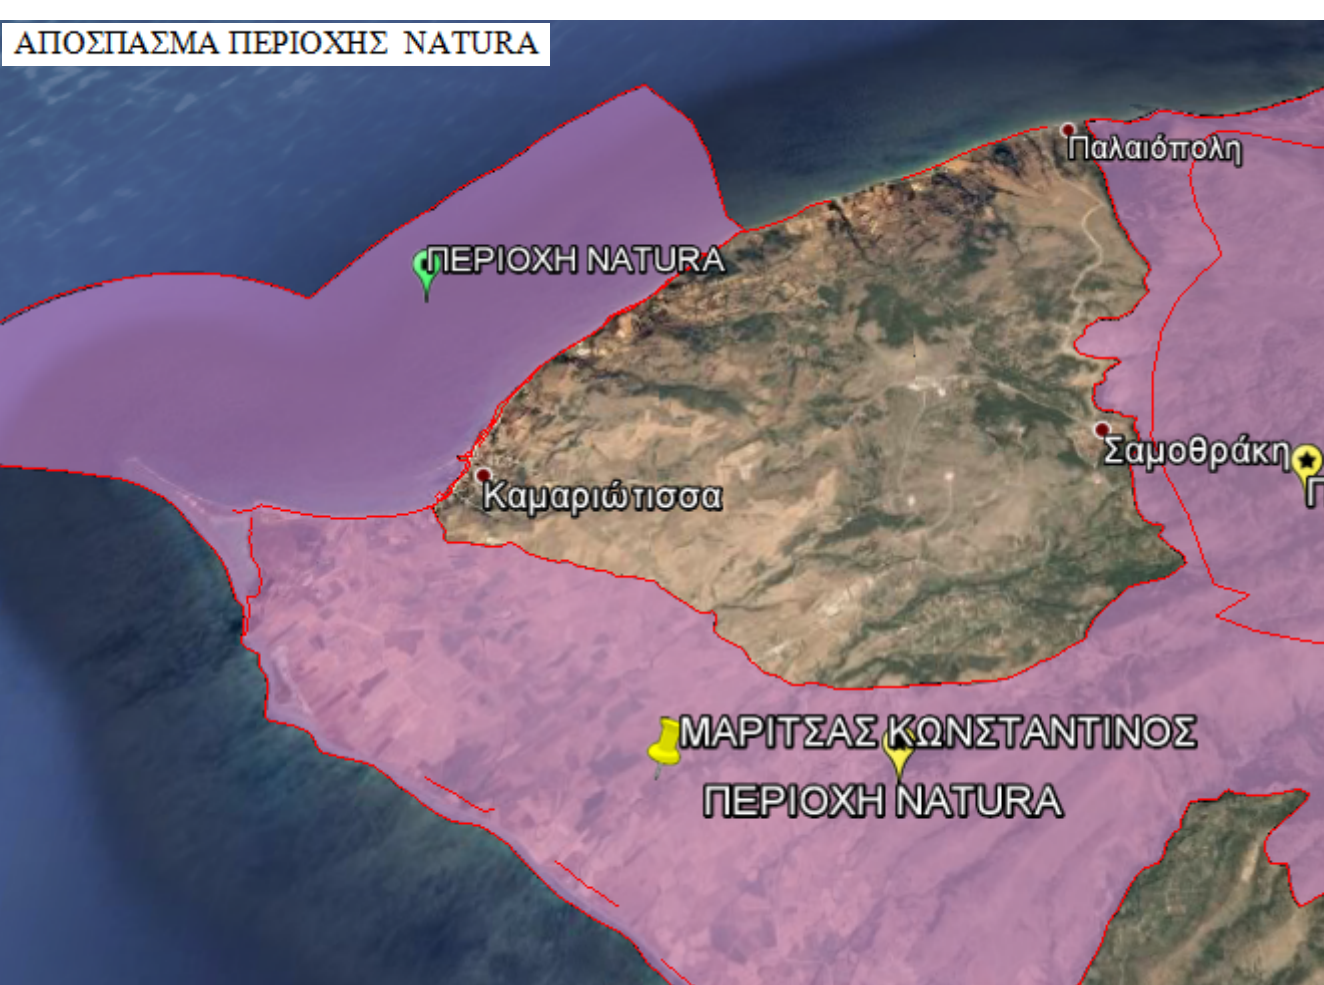 ΑΠΟΣΠΑΣΜΑ ΠΕΡΙΟΧΗΣ NATURA
Παλαιόπολη
ΠΕΡΙΟΧΗ NATURA
Σαμοθράκη
Καμαριώτισσα
ΜΑΡΙΤΣΑΣ ΚΩΝΣΤΑΝΤΙΝΟΣ
ΠΕΡΙΟΧΗ NATURA